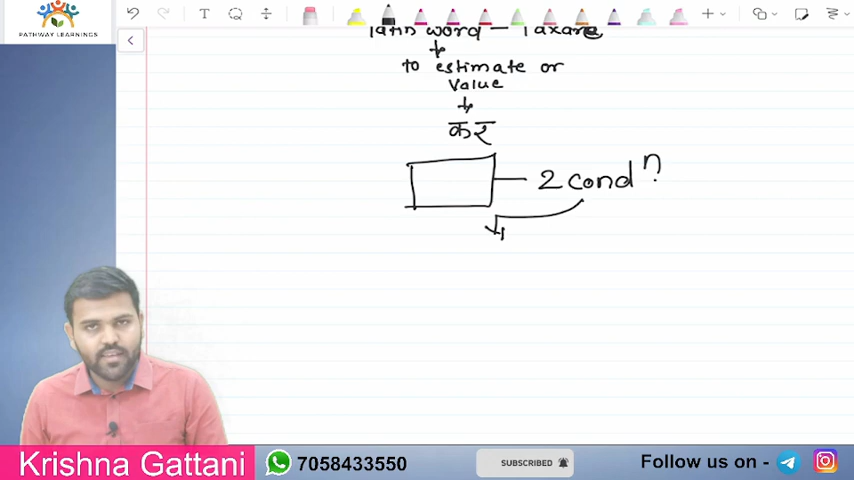 PATHWAY LEARNINGS
Latin word - Taxare
to estimate or
value
कर
2 condn
Krishna Gattani
7058433550
SUBSCRIBED
Follow us on -